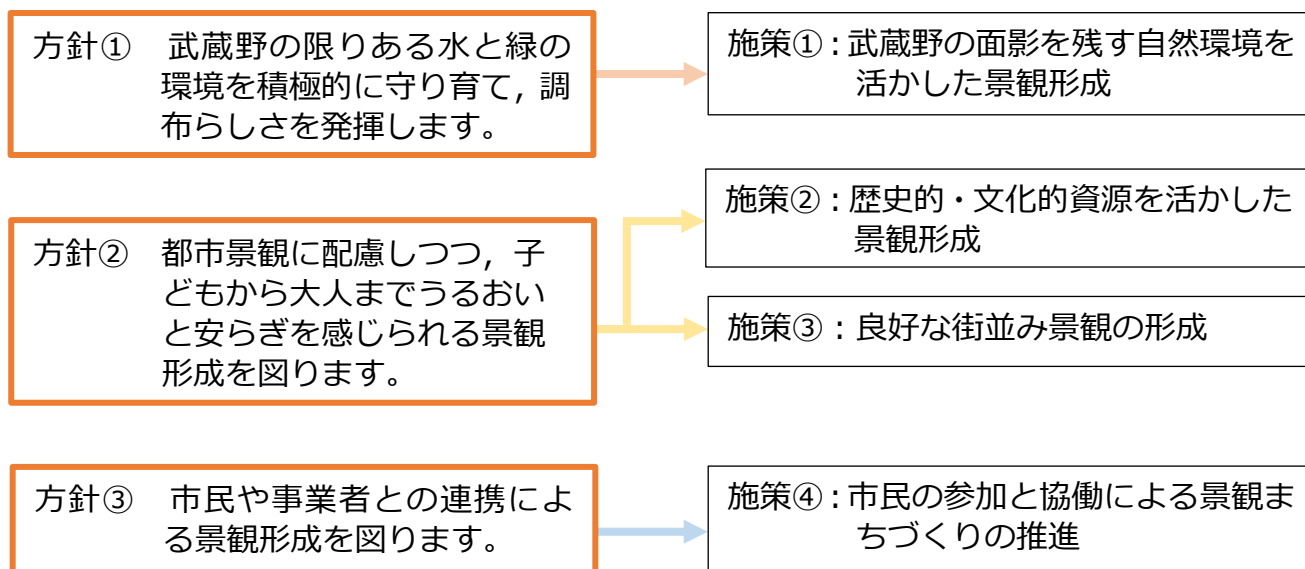 方針① 武蔵野の限りある水と緑の
環境を積極的に守り育て，調
布らしさを発揮します。
施策①：武蔵野の面影を残す自然環境を
活かした景観形成
方針② 都市景観に配慮しつつ，子
どもから大人までうるおい
と安らぎを感じられる景観
形成を図ります。
施策②：歴史的・文化的資源を活かした
景観形成
施策③：良好な街並み景観の形成
方針③ 市民や事業者との連携によ
る景観形成を図ります。
施策④：市民の参加と協働による景観ま
ちづくりの推進